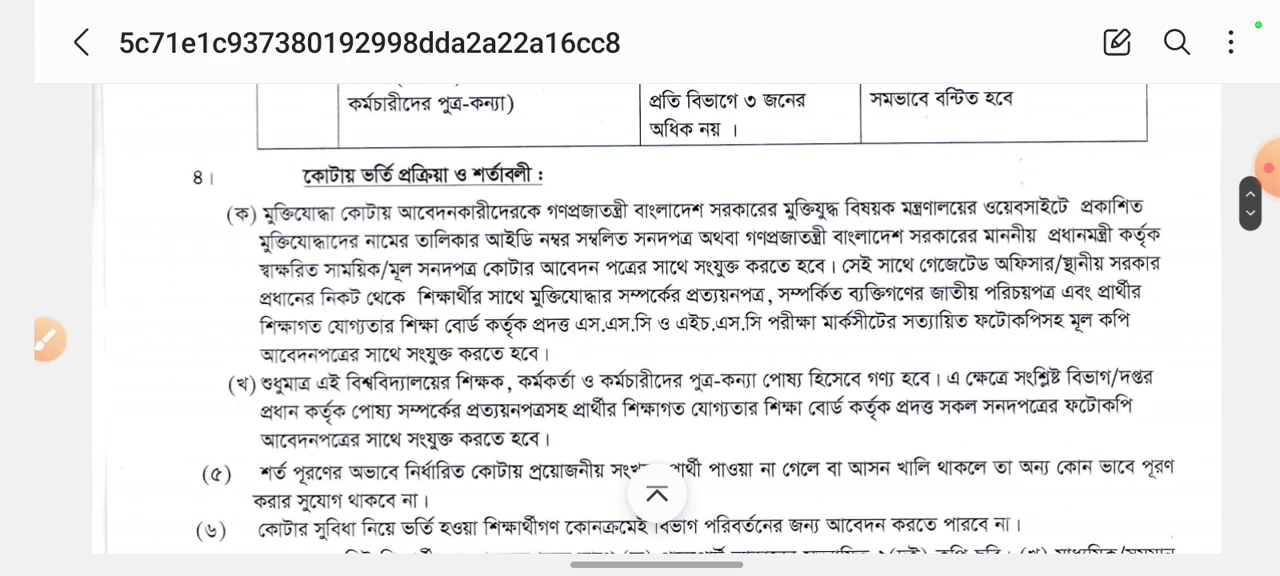 5c71e1c937380192998dda2a22a16cc8
কর্মচারীদের পুত্র-কন্যা) প্রতি বিভাগে ৩ জনের সমভাবে বন্টিত হবে
অধিক নয় ।
৪। কোটায় ভর্তি প্রক্রিয়া ও শর্তাবলী :
(ক) মুক্তিযোদ্ধা কোটায় আবেদনকারীদেরকে গণপ্রজাতন্ত্রী বাংলাদেশ সরকারের মুক্তিযুদ্ধ বিষয়ক মন্ত্রণালয়ের ওয়েবসাইটে প্রকাশিত
মুক্তিযোদ্ধাদের নামের তালিকার আইডি নম্বর সম্বলিত সনদপত্র অথবা গণপ্রজাতন্ত্রী বাংলাদেশ সরকারের মাননীয় প্রধানমন্ত্রী কর্তৃক
স্বাক্ষরিত সাময়িক/মূল সনদপত্র কোটার আবেদন পত্রের সাথে সংযুক্ত করতে হবে। সেই সাথে গেজেটেড অফিসার/স্থানীয় সরকার
প্রধানের নিকট থেকে শিক্ষার্থীর সাথে মুক্তিযোদ্ধার সম্পর্কের প্রত্যয়নপত্র, সম্পর্কিত ব্যক্তিগণের জাতীয় পরিচয়পত্র এবং প্রার্থীর
শিক্ষাগত যোগ্যতার শিক্ষা বোর্ড কর্তৃক প্রদত্ত এস.এস.সি ও এইচ.এস.সি পরীক্ষা মার্কসীটের সত্যায়িত ফটোকপিসহ মূল কপি
আবেদনপত্রের সাথে সংযুক্ত করতে হবে।
(খ) শুধুমাত্র এই বিশ্ববিদ্যালয়ের শিক্ষক, কর্মকর্তা ও কর্মচারীদের পুত্র-কন্যা পোষ্য হিসেবে গণ্য হবে। এ ক্ষেত্রে সংশ্লিষ্ট বিভাগ/দপ্তর
প্রধান কর্তৃক পোষ্য সম্পর্কের প্রত্যয়নপত্রসহ প্রার্থীর শিক্ষাগত যোগ্যতার শিক্ষা বোর্ড কর্তৃক প্রদত্ত সকল সনদপত্রের ফটোকপি
আবেদনপত্রের সাথে সংযুক্ত করতে হবে।
(৫) শর্ত পূরণের অভাবে নির্ধারিত কোটায় প্রয়োজনীয় পাওয়া না গেলে বা আসন খালি থাকলে তা অন্য কোন ভাবে পূরণ
করার সুযোগ থাকবে না।
(৬) কোটার সুবিধা নিয়ে ভর্তি হওয়া শিক্ষার্থীগণ কোনক্রমেই বিভাগ পরিবর্তনের জন্য আবেদন করতে পারবে না।